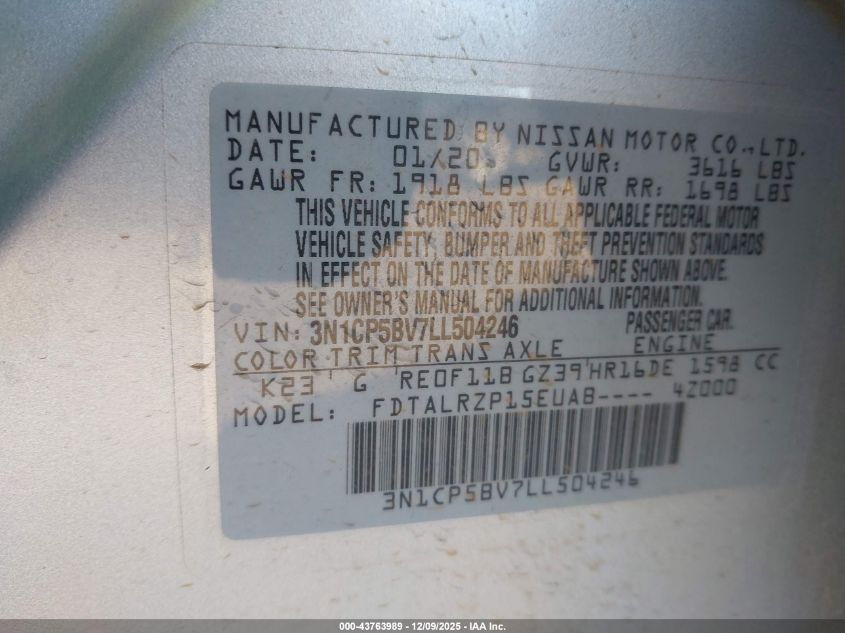 MANUFACTURED BY NISSAN MOTOR CO.,LTD.
DATE: 01/20 GVWR: 3616 LBS
GAWR FR: 1918 LBS GAWR RR: 1698 LBS
THIS VEHICLE CONFORMS TO ALL APPLICABLE FEDERAL MOTOR
VEHICLE SAFETY, BUMPER AND THEFT PREVENTION STANDARDS
IN EFFECT ON THE DATE OF MANUFACTURE SHOWN ABOVE.
SEE OWNER'S MANUAL FOR ADDITIONAL INFORMATION.
VIN: 3N1CP5BV7LL504246 PASSENGER CAR.
COLOR TRIM TRANS AXLE ENGINE
K23 G RE0F11B GZ39 HR16DE 1598 CC
MODEL: FDTALRZP15EUAB---- 4Z000
3N1CP5BV7LL504246
000-43763989 — 12/09/2025 — IAA Inc.